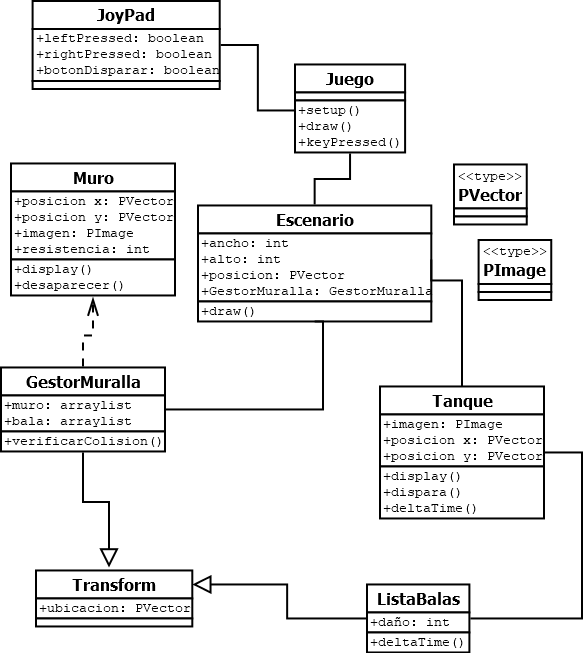 JoyPad
+leftPressed: boolean
+rightPressed: boolean
+botonDisparar: boolean
Juego
+setup()
+draw()
+keyPressed()
Muro
+posicion x: PVector
+posicion y: PVector
+imagen: PImage
+resistencia: int
+display()
+desaparecer()
<<type>>
PVector
Escenario
+ancho: int
+alto: int
+posicion: PVector
+GestorMuralla: GestorMuralla
+draw()
<<type>>
PImage
GestorMuralla
+muro: arraylist
+bala: arraylist
+verificarColision()
Tanque
+imagen: PImage
+posicion x: PVector
+posicion y: PVector
+display()
+dispara()
+deltaTime()
Transform
+ubicacion: PVector
ListaBalas
+daño: int
+deltaTime()